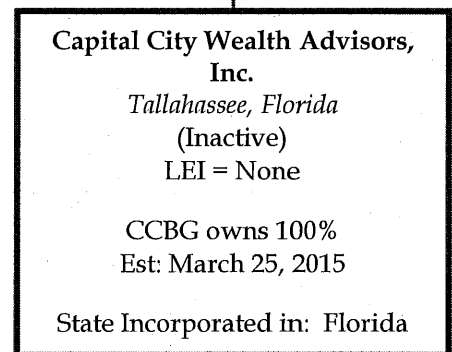 Capital City Wealth Advisors,
Inc.
Tallahassee, Florida
(Inactive)
LEI = None
CCBG owns 100%
Est: March 25, 2015
State Incorporated in: Florida